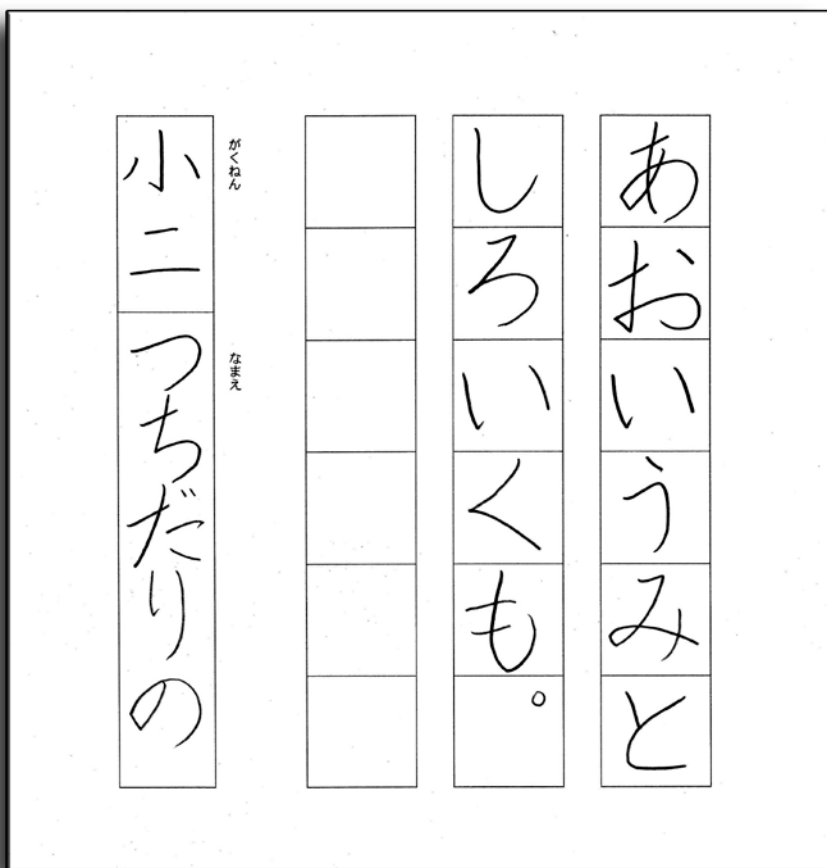 あおいうみと
しろいくも。
がくねん
小二
なまえ
つちだりの